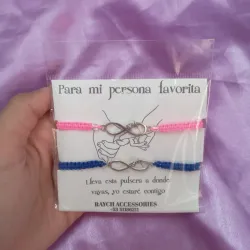 Para mi persona favorita
Lleva esta pulsera a donde
vayas, yo estaré contigo
BAYCH ACCESSORIES